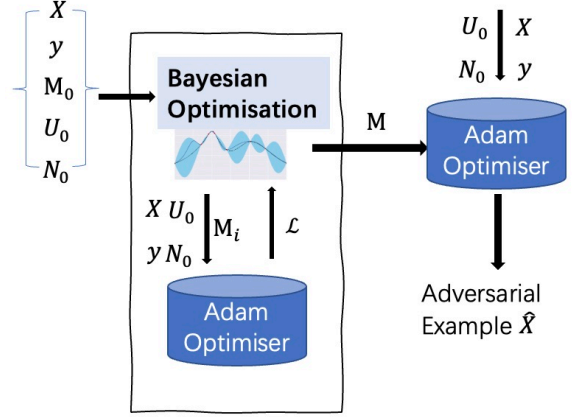 X
y
M₀
U₀
N₀
Bayesian
Optimisation
X U₀
y N₀
Mᵢ
ℒ
Adam
Optimiser
M
U₀ X
N₀ y
Adam
Optimiser
Adversarial
Example X̂